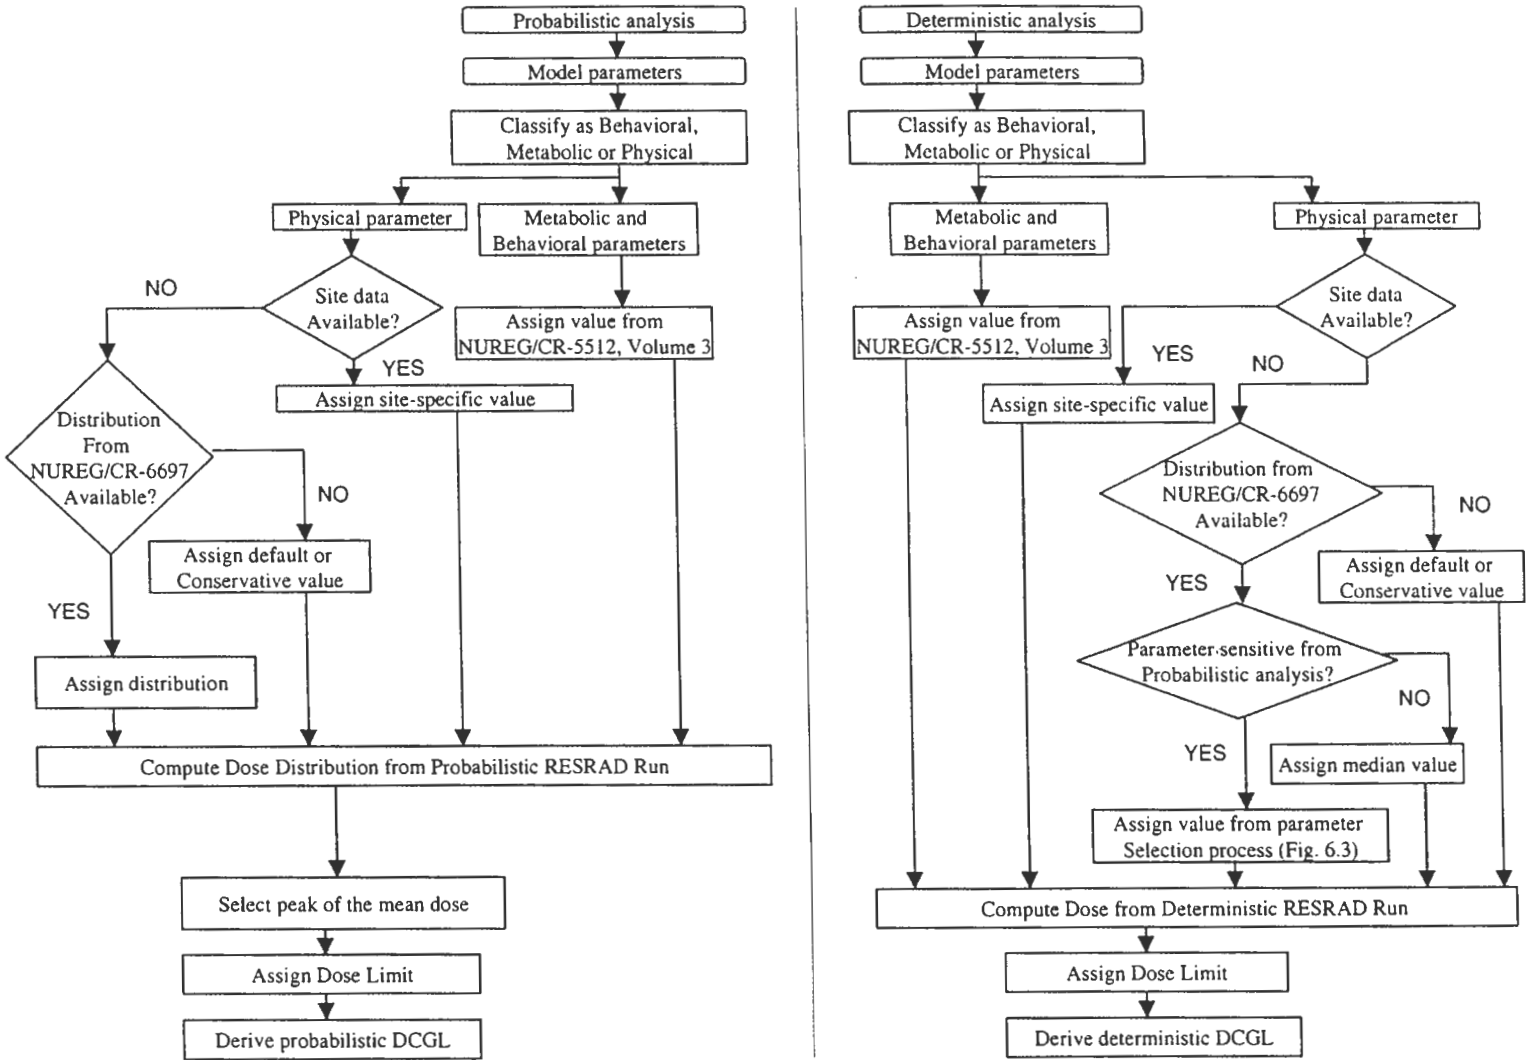 Probabilistic analysis
Model parameters
Classify as Behavioral,
Metabolic or Physical
Physical parameter
Metabolic and
Behavioral parameters
NO
Site data
Available?
Assign value from
NUREG/CR-5512, Volume 3
YES
Assign site-specific value
Distribution
From
NUREG/CR-6697
Available?
NO
Assign default or
Conservative value
YES
Assign distribution
Compute Dose Distribution from Probabilistic RESRAD Run
Select peak of the mean dose
Assign Dose Limit
Derive probabilistic DCGL
Deterministic analysis
Model parameters
Classify as Behavioral,
Metabolic or Physical
Metabolic and
Behavioral parameters
Physical parameter
Site data
Available?
Assign value from
NUREG/CR-5512, Volume 3
YES
NO
Assign site-specific value
Distribution from
NUREG/CR-6697
Available?
NO
Assign default or
Conservative value
YES
Parameter sensitive from
Probabilistic analysis?
NO
YES
Assign median value
Assign value from parameter
Selection process (Fig. 6.3)
Compute Dose from Deterministic RESRAD Run
Assign Dose Limit
Derive deterministic DCGL